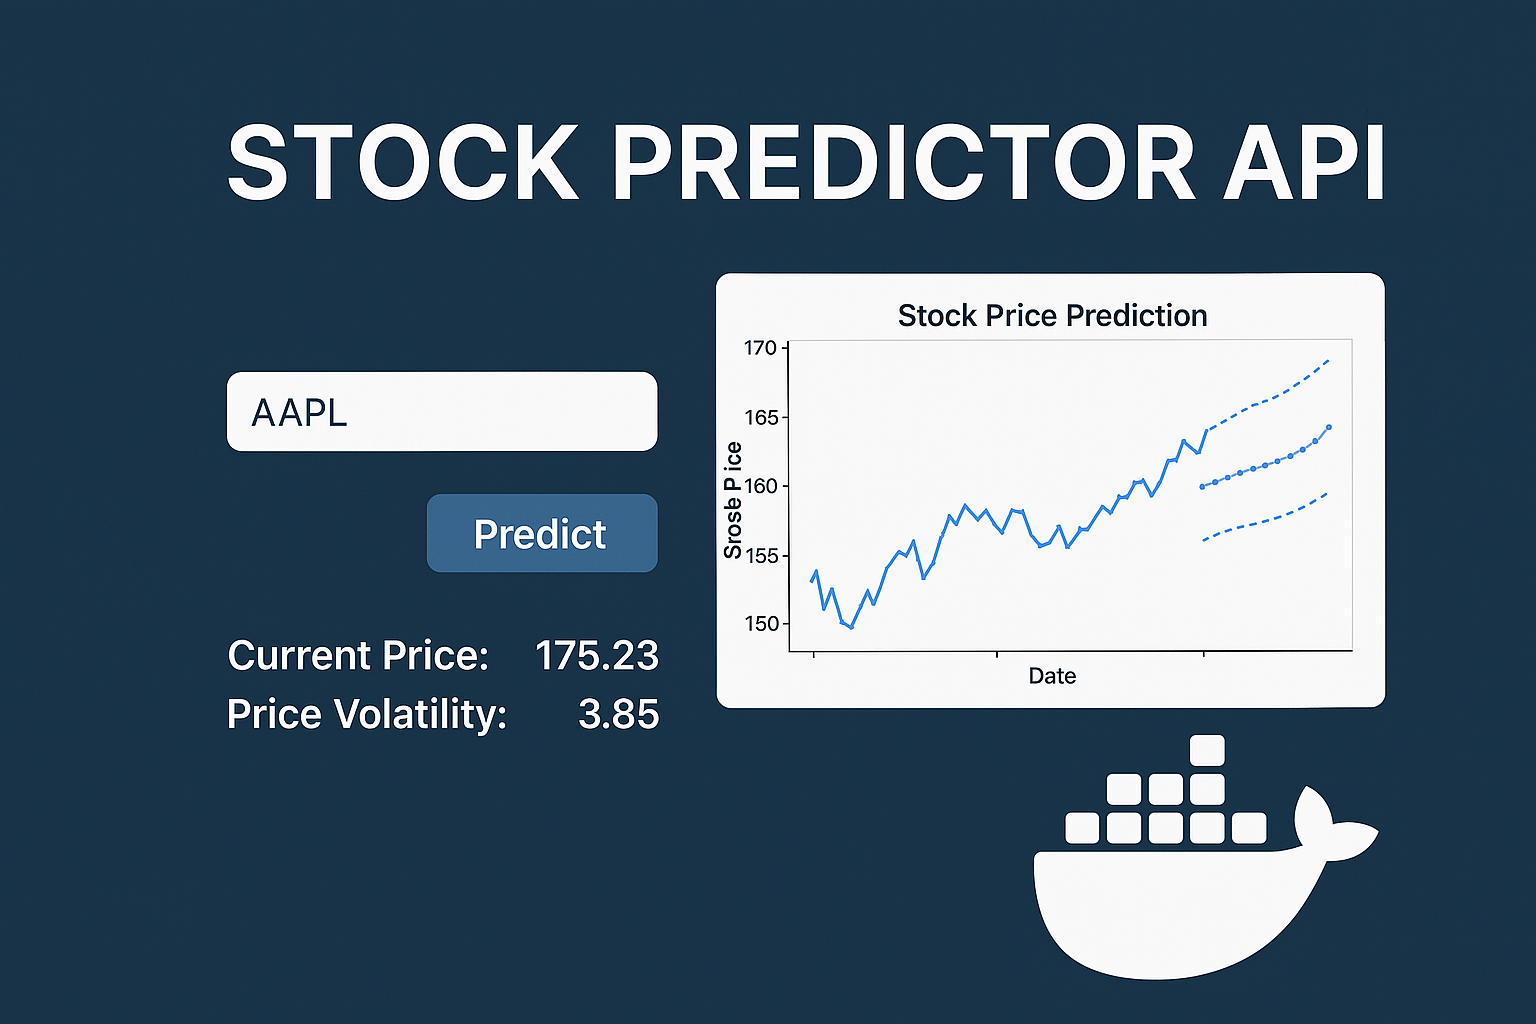 STOCK PREDICTOR API
AAPL
Predict
Current Price: 175.23
Price Volatility: 3.85
Stock Price Prediction
170
165
160
155
150
Srose P ice
Date